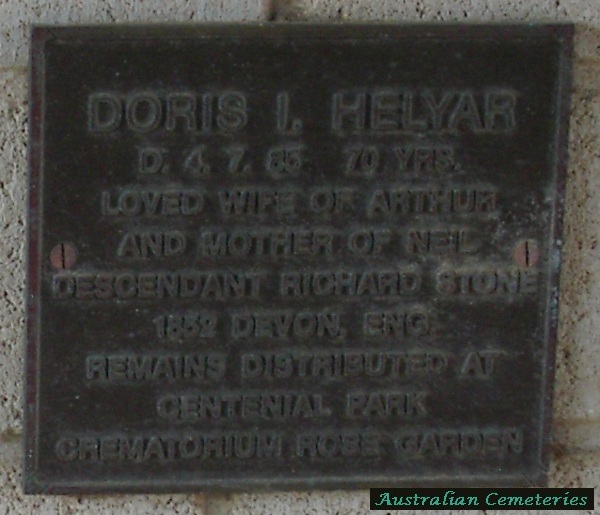 DORIS I. HELYAR
D. 4. 7. 85 70 YRS.
LOVED WIFE OF ARTHUR
AND MOTHER OF NEIL
DESCENDANT RICHARD STONE
1852 DEVON, ENG.
REMAINS DISTRIBUTED AT
CENTENIAL PARK
CREMATORIUM ROSE GARDEN
Australian Cemeteries